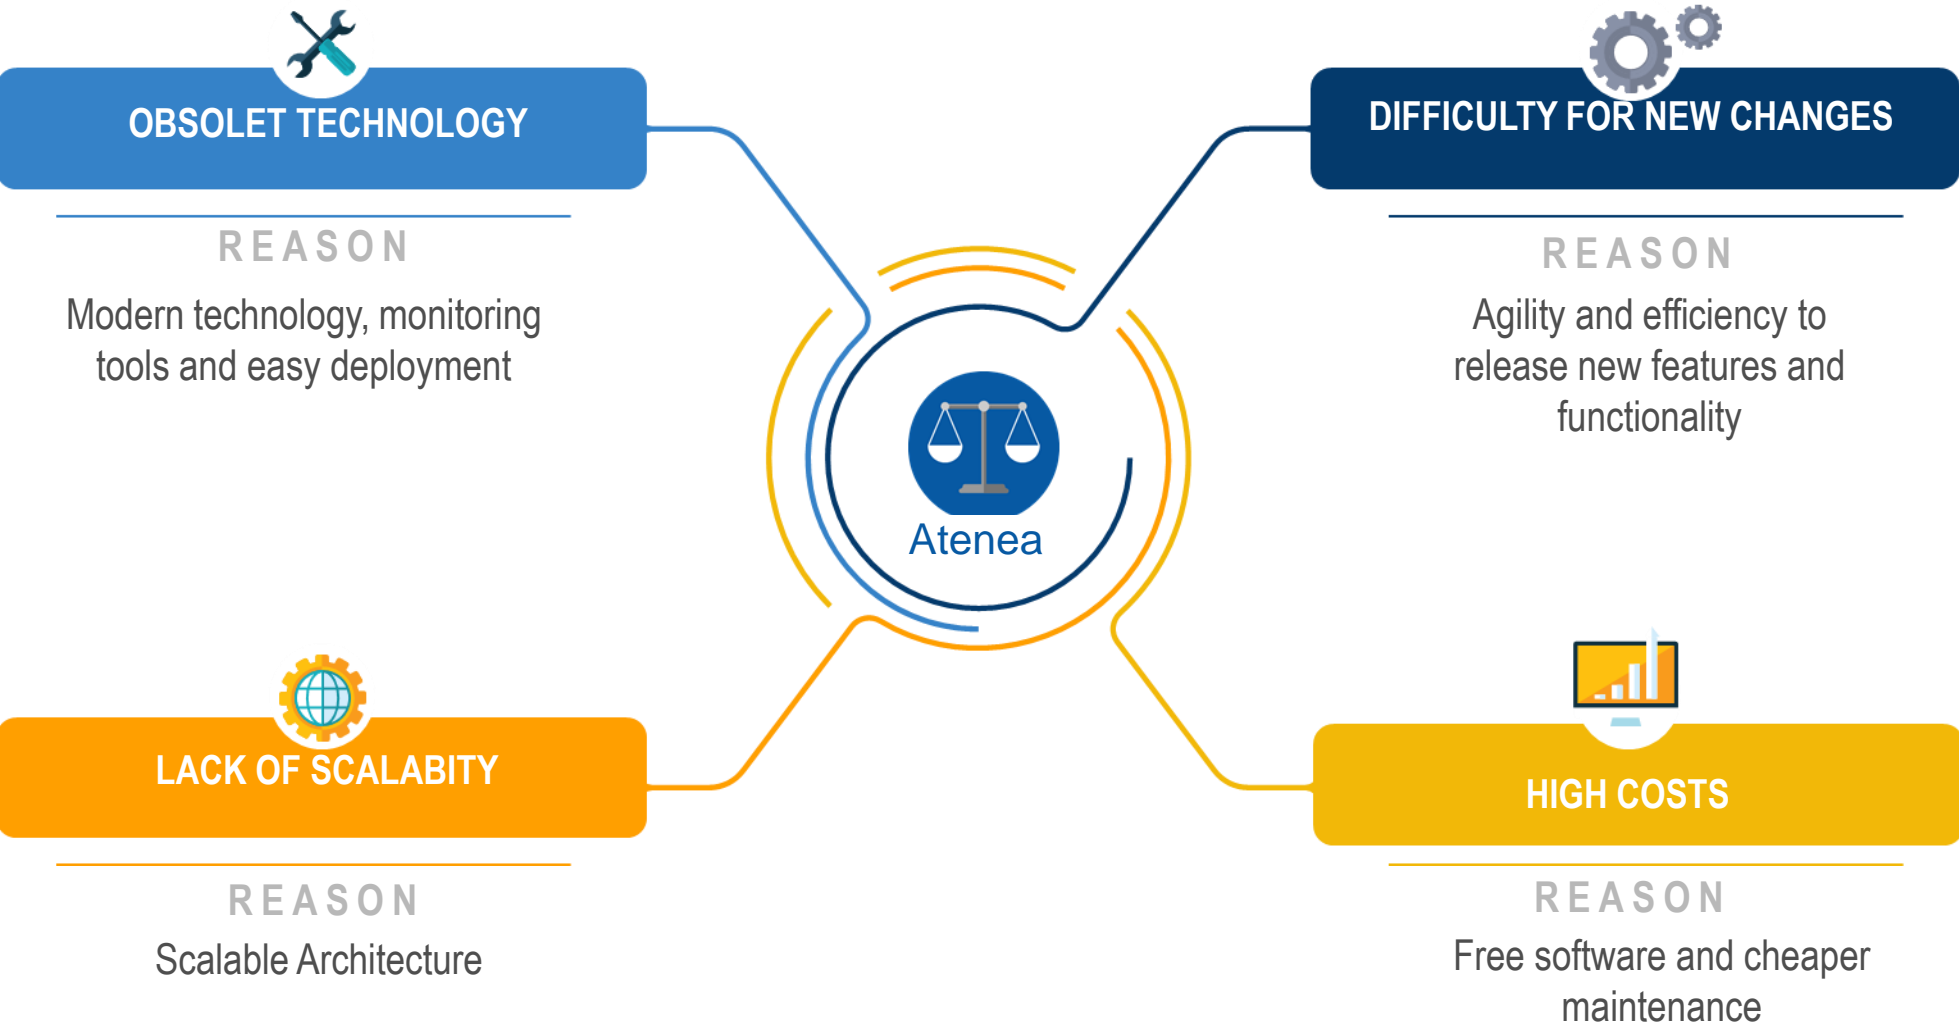 OBSOLET TECHNOLOGY
REASON
Modern technology, monitoring
tools and easy deployment
DIFFICULTY FOR NEW CHANGES
REASON
Agility and efficiency to
release new features and
functionality
Atenea
LACK OF SCALABITY
REASON
Scalable Architecture
HIGH COSTS
REASON
Free software and cheaper
maintenance